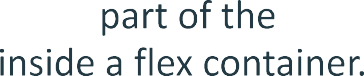 part of the
inside a flex container.